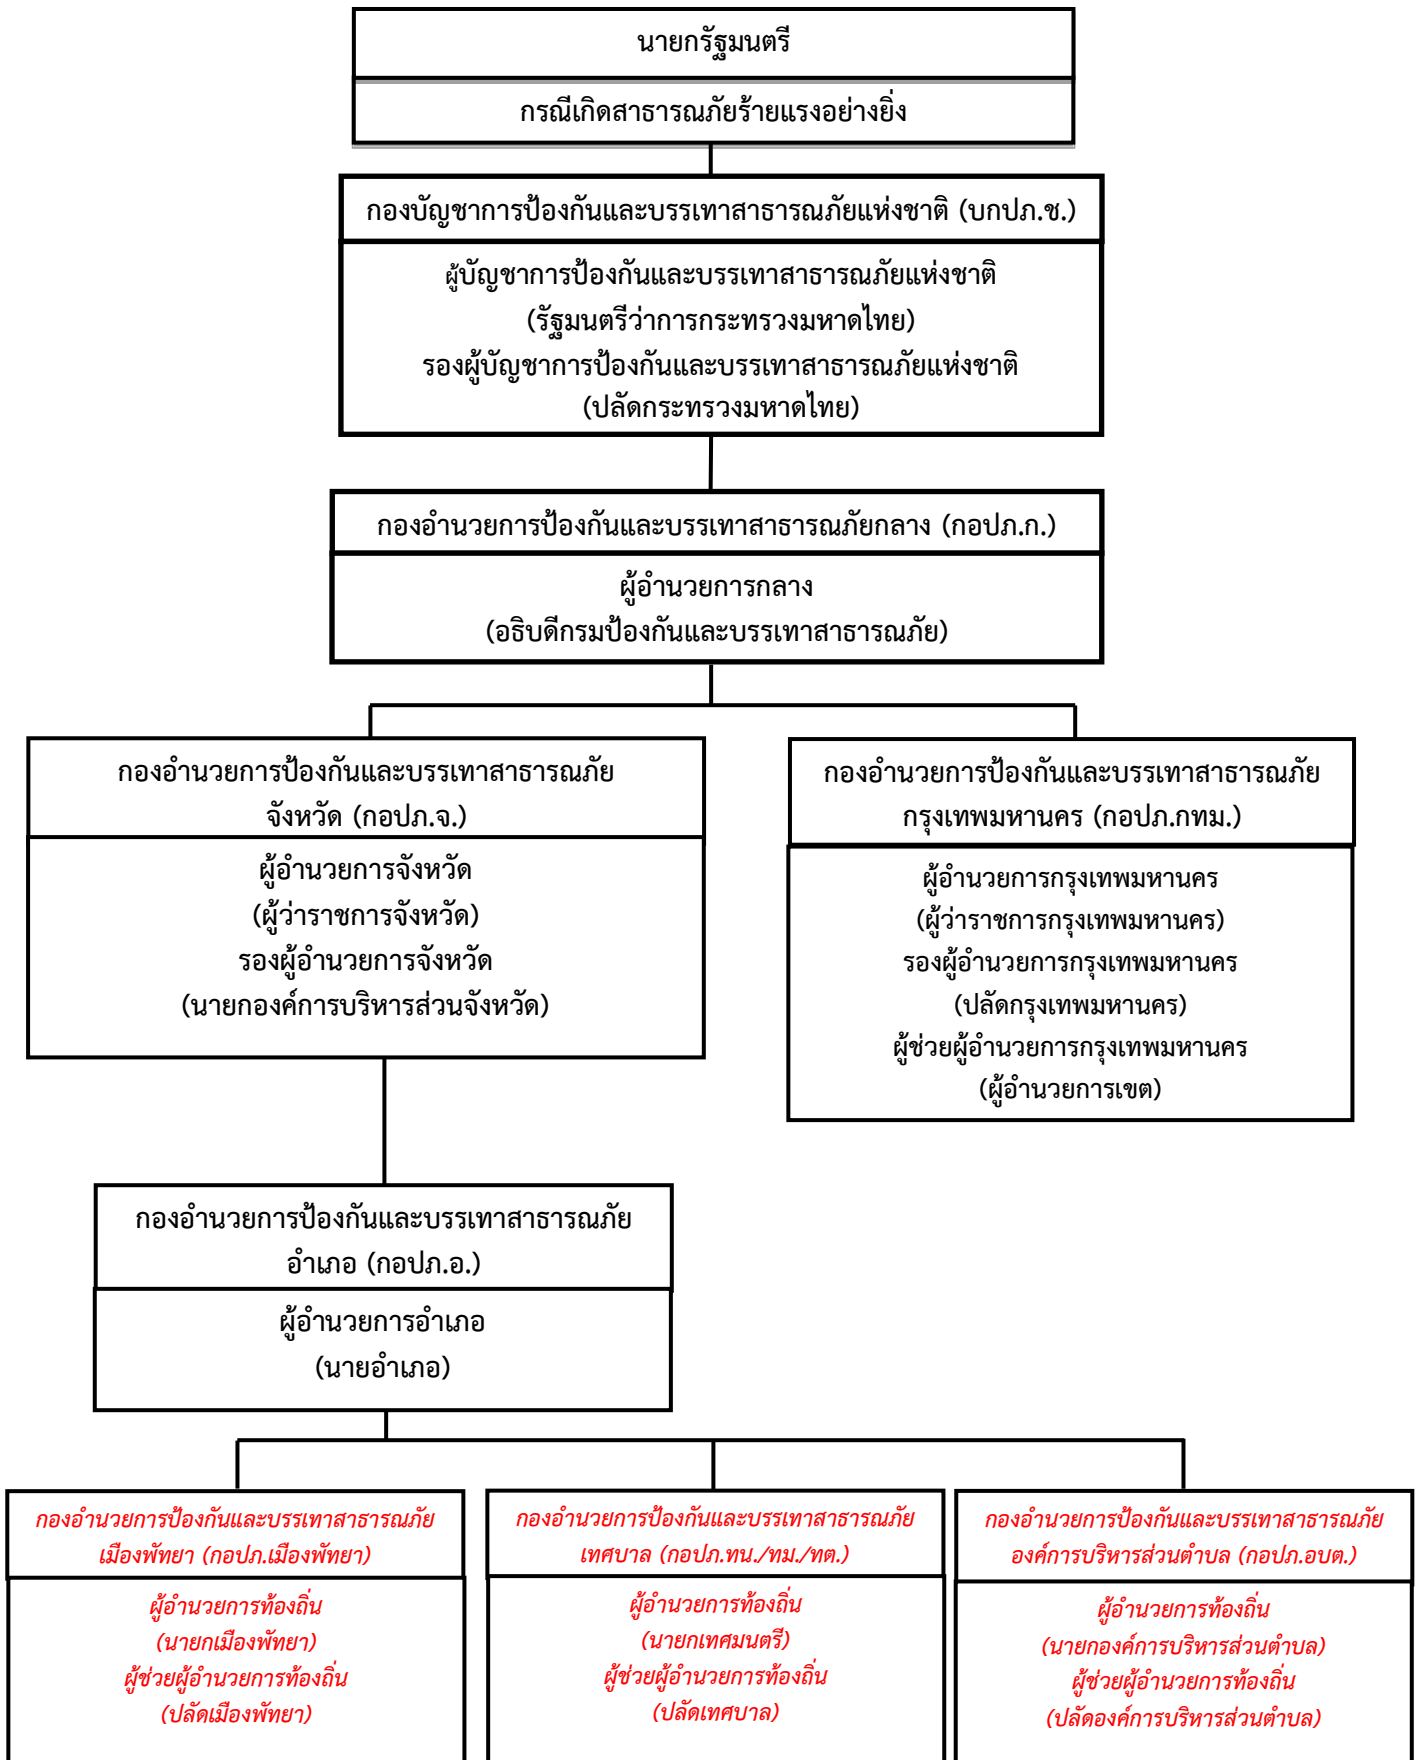 นายกรัฐมนตรี
กรณีเกิดสาธารณภัยร้ายแรงอย่างยิ่ง
กองบัญชาการป้องกันและบรรเทาสาธารณภัยแห่งชาติ (บกปภ.ช.)
ผู้บัญชาการป้องกันและบรรเทาสาธารณภัยแห่งชาติ
(รัฐมนตรีว่าการกระทรวงมหาดไทย)
รองผู้บัญชาการป้องกันและบรรเทาสาธารณภัยแห่งชาติ
(ปลัดกระทรวงมหาดไทย)
กองอำนวยการป้องกันและบรรเทาสาธารณภัยกลาง (กอปภ.ก.)
ผู้อำนวยการกลาง
(อธิบดีกรมป้องกันและบรรเทาสาธารณภัย)
กองอำนวยการป้องกันและบรรเทาสาธารณภัย
จังหวัด (กอปภ.จ.)
ผู้อำนวยการจังหวัด
(ผู้ว่าราชการจังหวัด)
รองผู้อำนวยการจังหวัด
(นายกองค์การบริหารส่วนจังหวัด)
กองอำนวยการป้องกันและบรรเทาสาธารณภัย
กรุงเทพมหานคร (กอปภ.กทม.)
ผู้อำนวยการกรุงเทพมหานคร
(ผู้ว่าราชการกรุงเทพมหานคร)
รองผู้อำนวยการกรุงเทพมหานคร
(ปลัดกรุงเทพมหานคร)
ผู้ช่วยผู้อำนวยการกรุงเทพมหานคร
(ผู้อำนวยการเขต)
กองอำนวยการป้องกันและบรรเทาสาธารณภัย
อำเภอ (กอปภ.อ.)
ผู้อำนวยการอำเภอ
(นายอำเภอ)
กองอำนวยการป้องกันและบรรเทาสาธารณภัย
เมืองพัทยา (กอปภ.เมืองพัทยา)
ผู้อำนวยการท้องถิ่น
(นายกเมืองพัทยา)
ผู้ช่วยผู้อำนวยการท้องถิ่น
(ปลัดเมืองพัทยา)
กองอำนวยการป้องกันและบรรเทาสาธารณภัย
เทศบาล (กอปภ.ทน./ทม./ทต.)
ผู้อำนวยการท้องถิ่น
(นายกเทศมนตรี)
ผู้ช่วยผู้อำนวยการท้องถิ่น
(ปลัดเทศบาล)
กองอำนวยการป้องกันและบรรเทาสาธารณภัย
องค์การบริหารส่วนตำบล (กอปภ.อบต.)
ผู้อำนวยการท้องถิ่น
(นายกองค์การบริหารส่วนตำบล)
ผู้ช่วยผู้อำนวยการท้องถิ่น
(ปลัดองค์การบริหารส่วนตำบล)